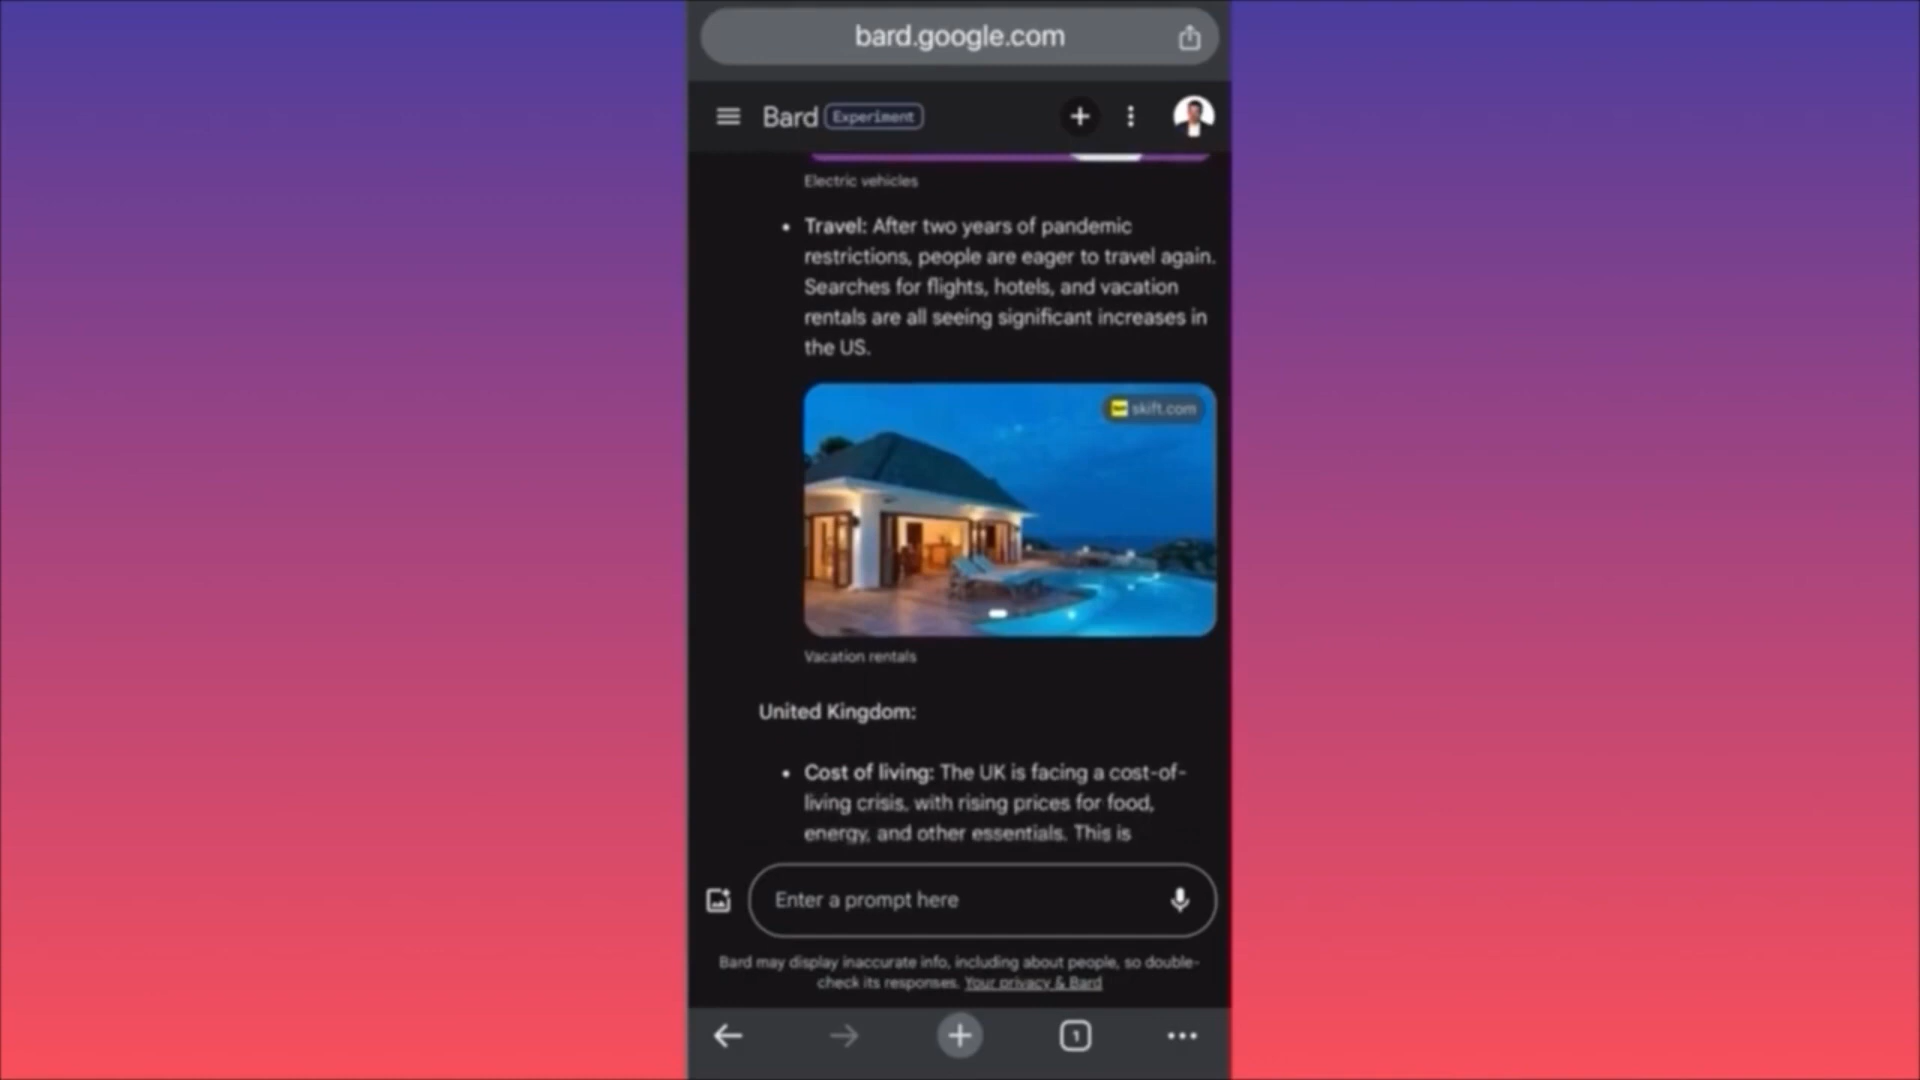 bard.google.com
Bard Experiment
Electric vehicles
• Travel: After two years of pandemic
restrictions, people are eager to travel again.
Searches for flights, hotels, and vacation
rentals are all seeing significant increases in
the US.
skift.com
Vacation rentals
United Kingdom:
• Cost of living: The UK is facing a cost-of-
living crisis, with rising prices for food,
energy, and other essentials. This is
Enter a prompt here
Bard may display inaccurate info, including about people, so double-
check its responses. Your privacy & Bard
1